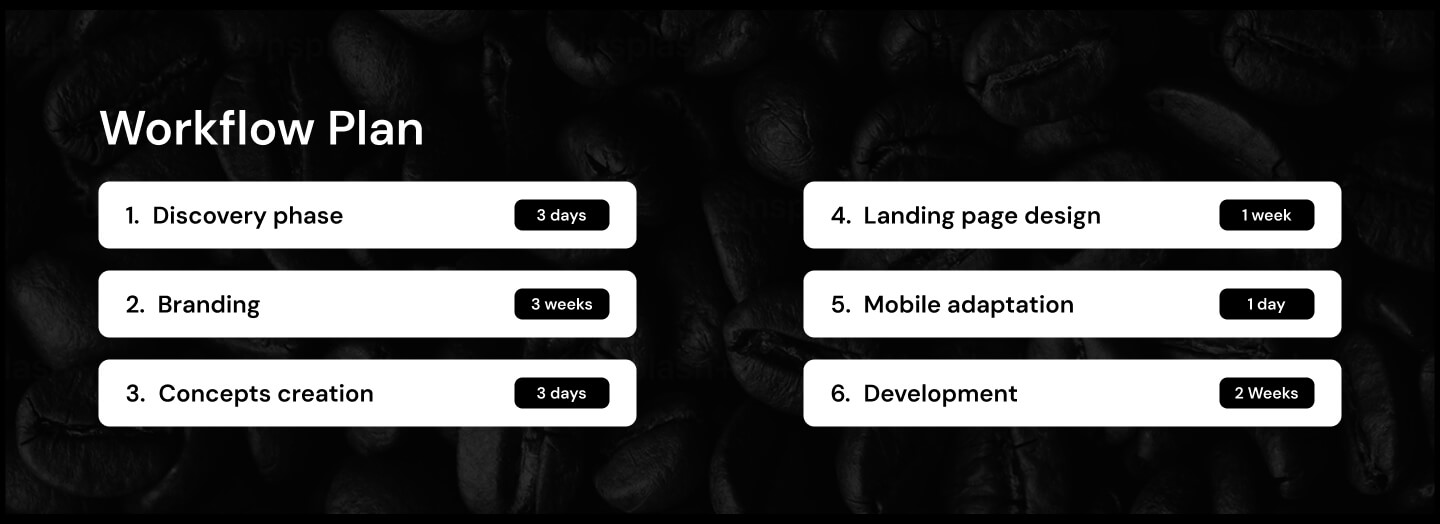 Workflow Plan
1. Discovery phase 3 days
2. Branding 3 weeks
3. Concepts creation 3 days
4. Landing page design 1 week
5. Mobile adaptation 1 day
6. Development 2 Weeks